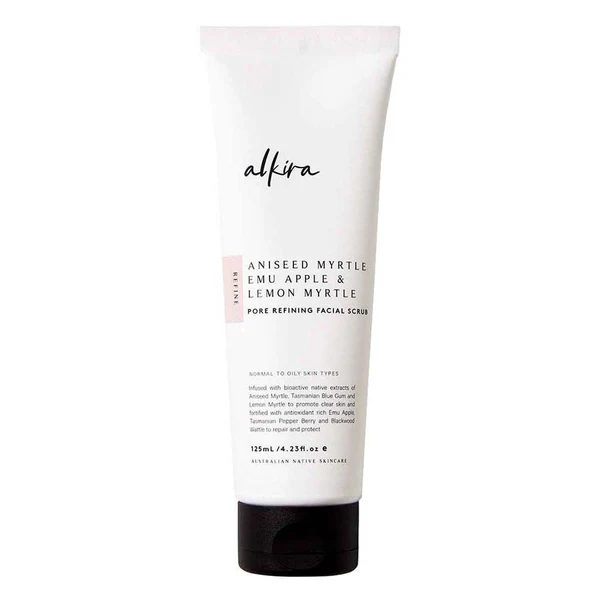 alkira
REFINE
ANISEED MYRTLE
EMU APPLE &
LEMON MYRTLE
PORE REFINING FACIAL SCRUB
NORMAL TO OILY SKIN TYPES
Infused with bioactive native extracts of
Aniseed Myrtle, Tasmanian Blue Gum and
Lemon Myrtle to promote clear skin and
fortified with antioxidant rich Emu Apple,
Tasmanian Pepper Berry and Blackwood
Wattle to repair and protect
125mL/4.23fl.oz e
AUSTRALIAN NATIVE SKINCARE